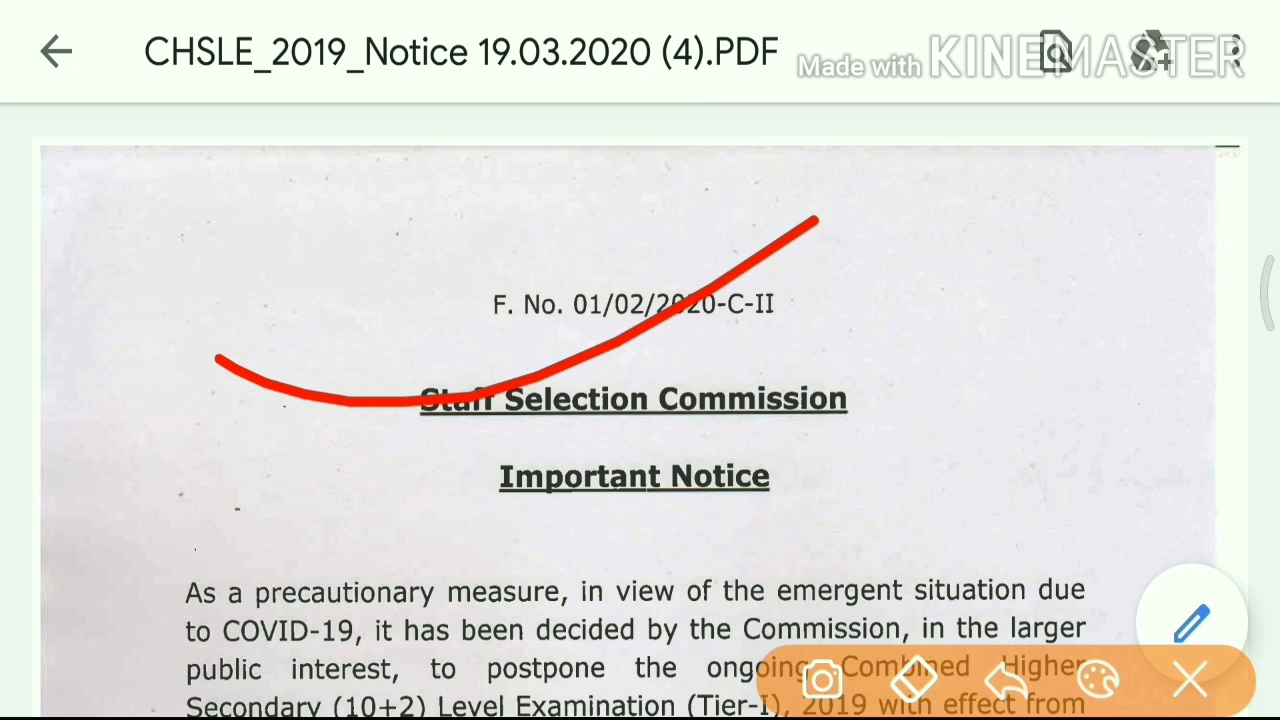 CHSLE_2019_Notice 19.03.2020 (4).PDF
Made with KINEMASTER
F. No. 01/02/2020-C-II
Staff Selection Commission
Important Notice
As a precautionary measure, in view of the emergent situation due
to COVID-19, it has been decided by the Commission, in the larger
public interest, to postpone the ongoing Combined Higher
Secondary (10+2) Level Examination (Tier-I), 2019 with effect from